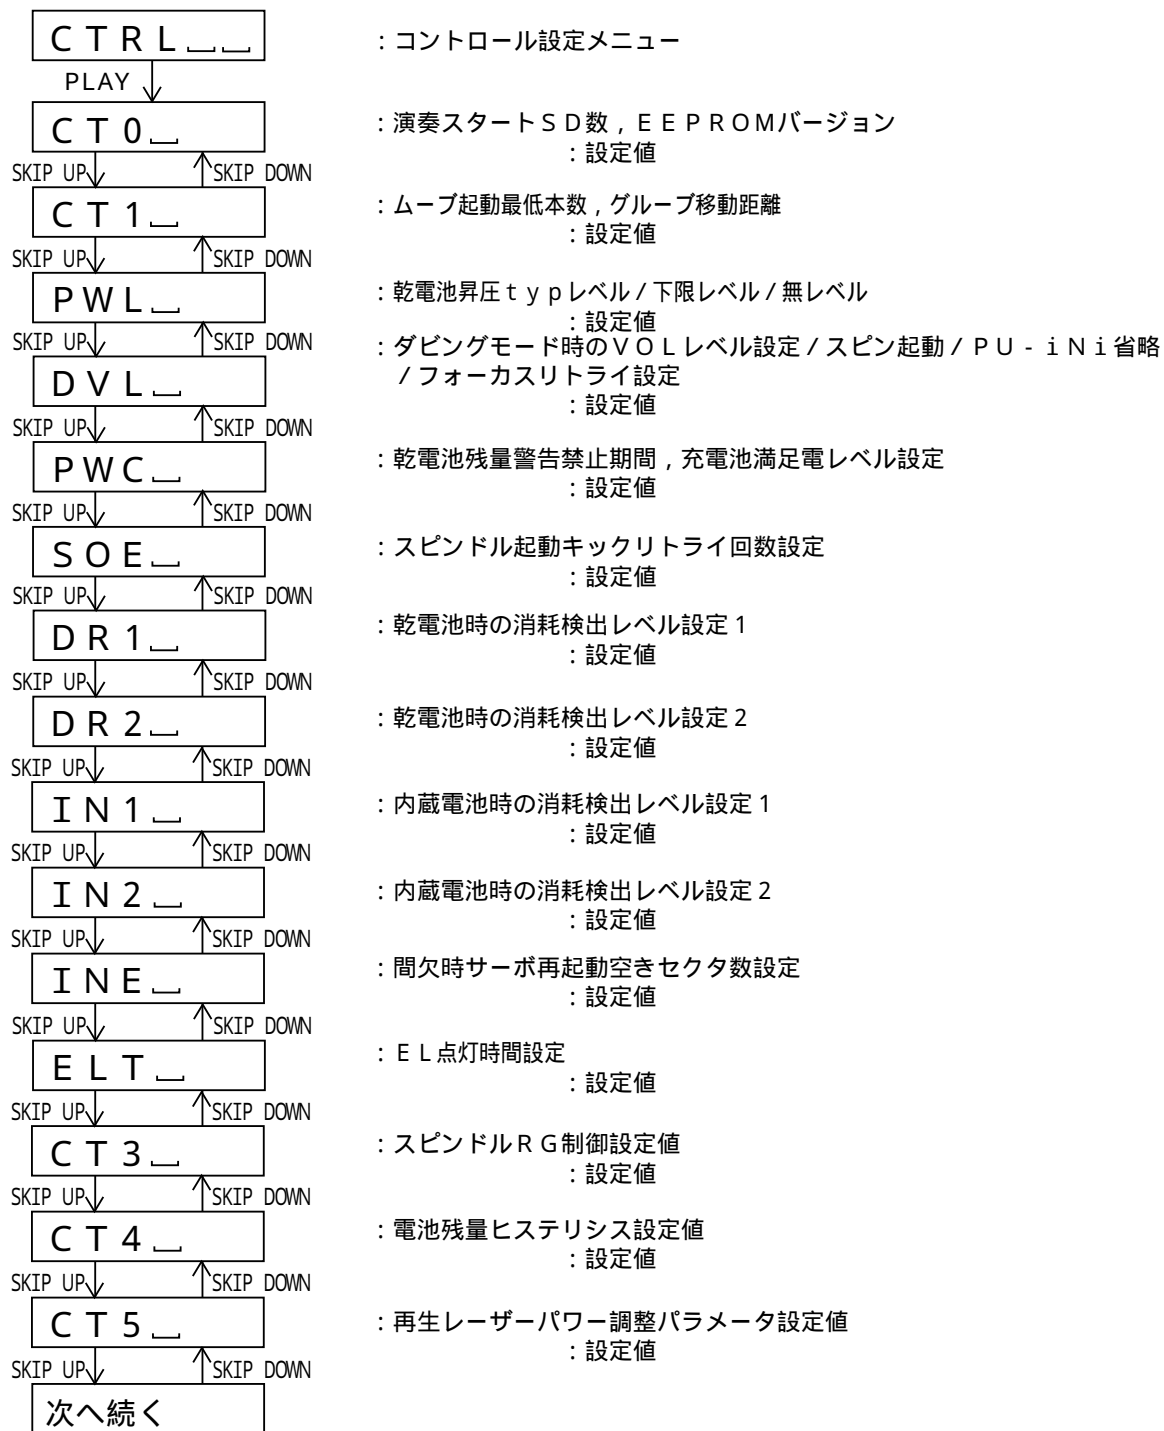 CTRL␣␣ ：コントロール設定メニュー
PLAY
CT0␣ ：演奏スタートＳＤ数，ＥＥＰＲＯＭバージョン
：設定値
SKIP UP SKIP DOWN
CT1␣ ：ムーブ起動最低本数，グルーブ移動距離
：設定値
SKIP UP SKIP DOWN
PWL␣ ：乾電池昇圧ｔｙｐレベル／下限レベル／無レベル
：設定値
SKIP UP SKIP DOWN
：ダビングモード時のＶＯＬレベル設定／スピン起動／ＰＵ-ｉＮｉ省略
DVL␣ ／フォーカスリトライ設定
：設定値
SKIP UP SKIP DOWN
PWC␣ ：乾電池残量警告禁止期間，充電池満足電レベル設定
：設定値
SKIP UP SKIP DOWN
SOE␣ ：スピンドル起動キックリトライ回数設定
：設定値
SKIP UP SKIP DOWN
DR1␣ ：乾電池時の消耗検出レベル設定１
：設定値
SKIP UP SKIP DOWN
DR2␣ ：乾電池時の消耗検出レベル設定２
：設定値
SKIP UP SKIP DOWN
IN1␣ ：内蔵電池時の消耗検出レベル設定１
：設定値
SKIP UP SKIP DOWN
IN2␣ ：内蔵電池時の消耗検出レベル設定２
：設定値
SKIP UP SKIP DOWN
INE␣ ：間欠時サーボ再起動空きセクタ数設定
：設定値
SKIP UP SKIP DOWN
ELT␣ ：ＥＬ点灯時間設定
：設定値
SKIP UP SKIP DOWN
CT3␣ ：スピンドルＲＧ制御設定値
：設定値
SKIP UP SKIP DOWN
CT4␣ ：電池残量ヒステリシス設定値
：設定値
SKIP UP SKIP DOWN
CT5␣ ：再生レーザーパワー調整パラメータ設定値
：設定値
SKIP UP SKIP DOWN
次へ続く